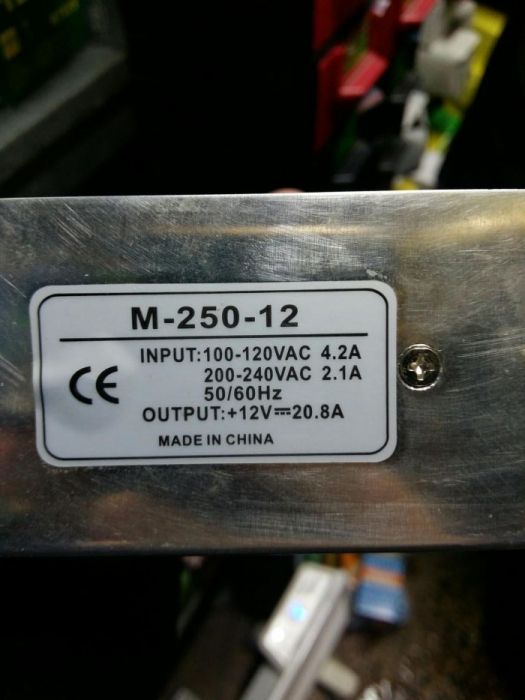 M-250-12
INPUT:100-120VAC 4.2A
200-240VAC 2.1A
CE
50/60Hz
OUTPUT:+12V⎓20.8A
MADE IN CHINA